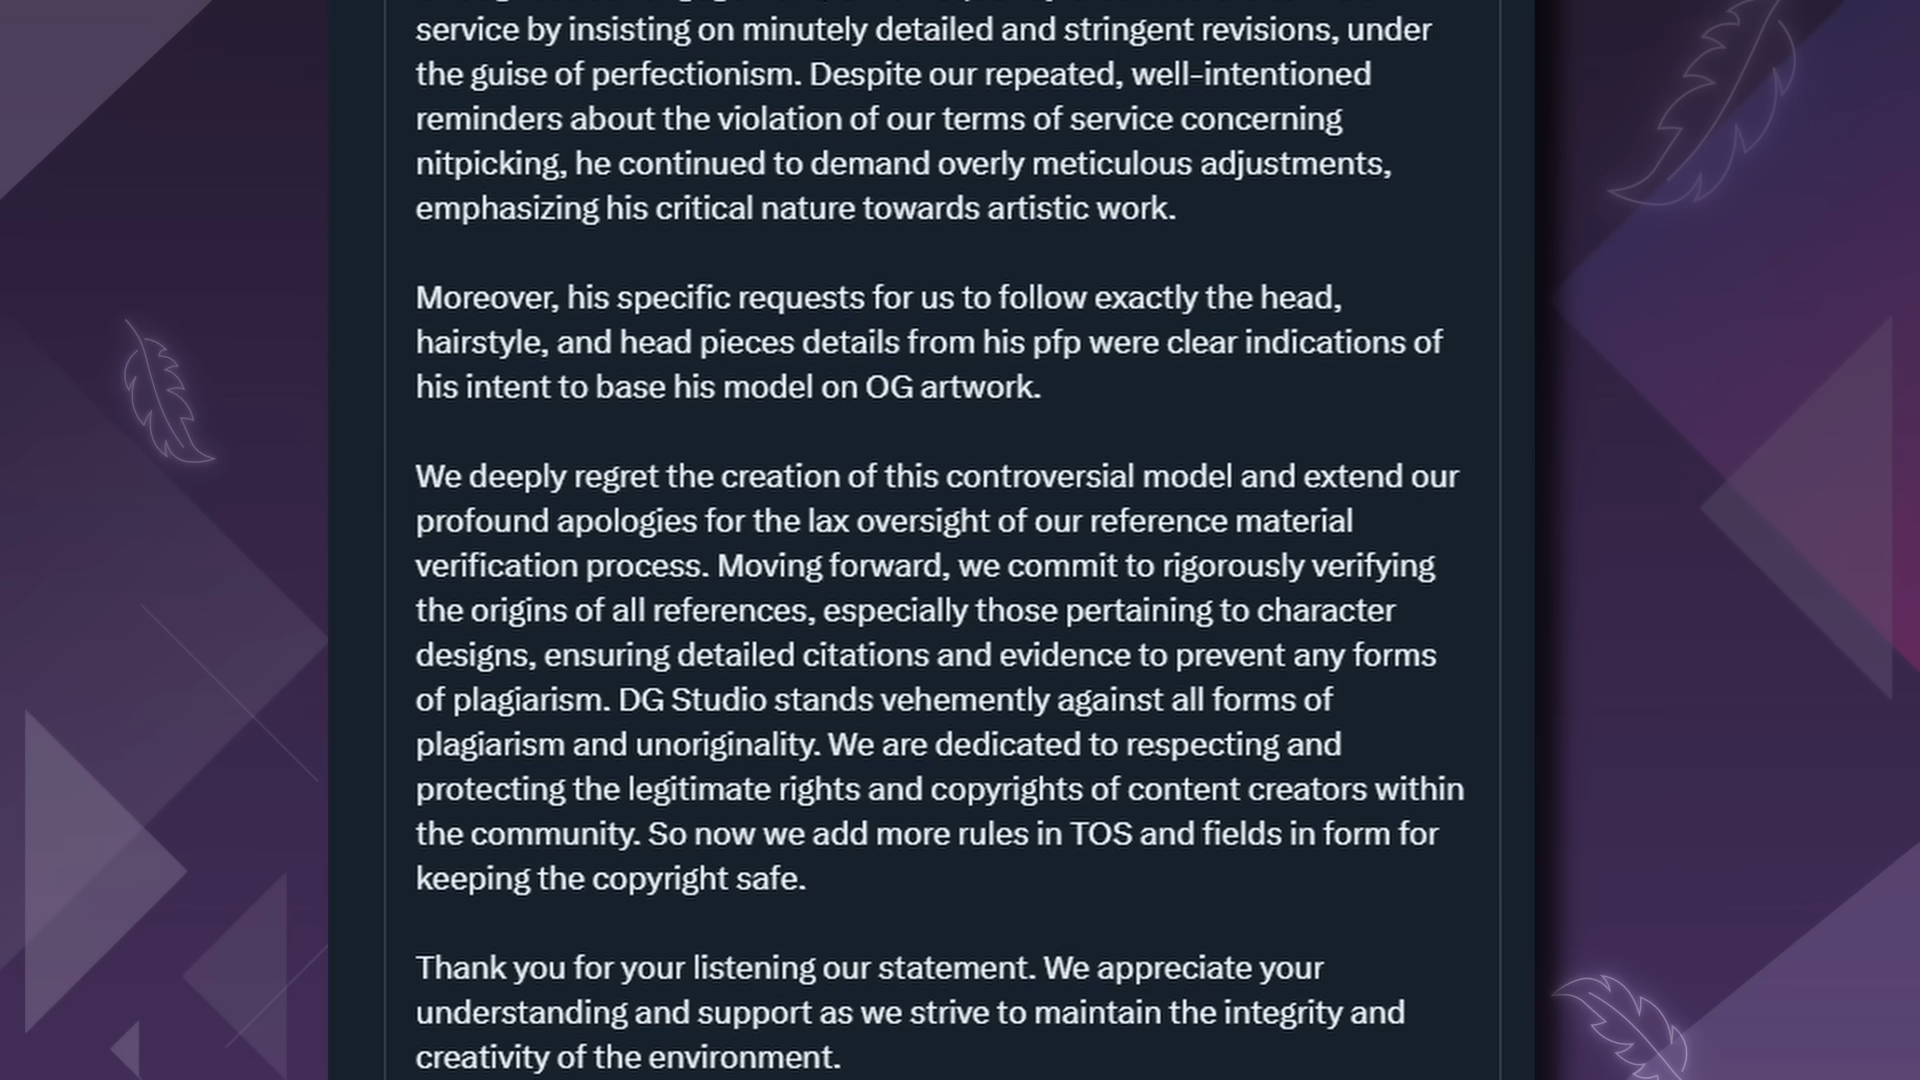 service by insisting on minutely detailed and stringent revisions, under
the guise of perfectionism. Despite our repeated, well-intentioned
reminders about the violation of our terms of service concerning
nitpicking, he continued to demand overly meticulous adjustments,
emphasizing his critical nature towards artistic work.
Moreover, his specific requests for us to follow exactly the head,
hairstyle, and head pieces details from his pfp were clear indications of
his intent to base his model on OG artwork.
We deeply regret the creation of this controversial model and extend our
profound apologies for the lax oversight of our reference material
verification process. Moving forward, we commit to rigorously verifying
the origins of all references, especially those pertaining to character
designs, ensuring detailed citations and evidence to prevent any forms
of plagiarism. DG Studio stands vehemently against all forms of
plagiarism and unoriginality. We are dedicated to respecting and
protecting the legitimate rights and copyrights of content creators within
the community. So now we add more rules in TOS and fields in form for
keeping the copyright safe.
Thank you for your listening our statement. We appreciate your
understanding and support as we strive to maintain the integrity and
creativity of the environment.